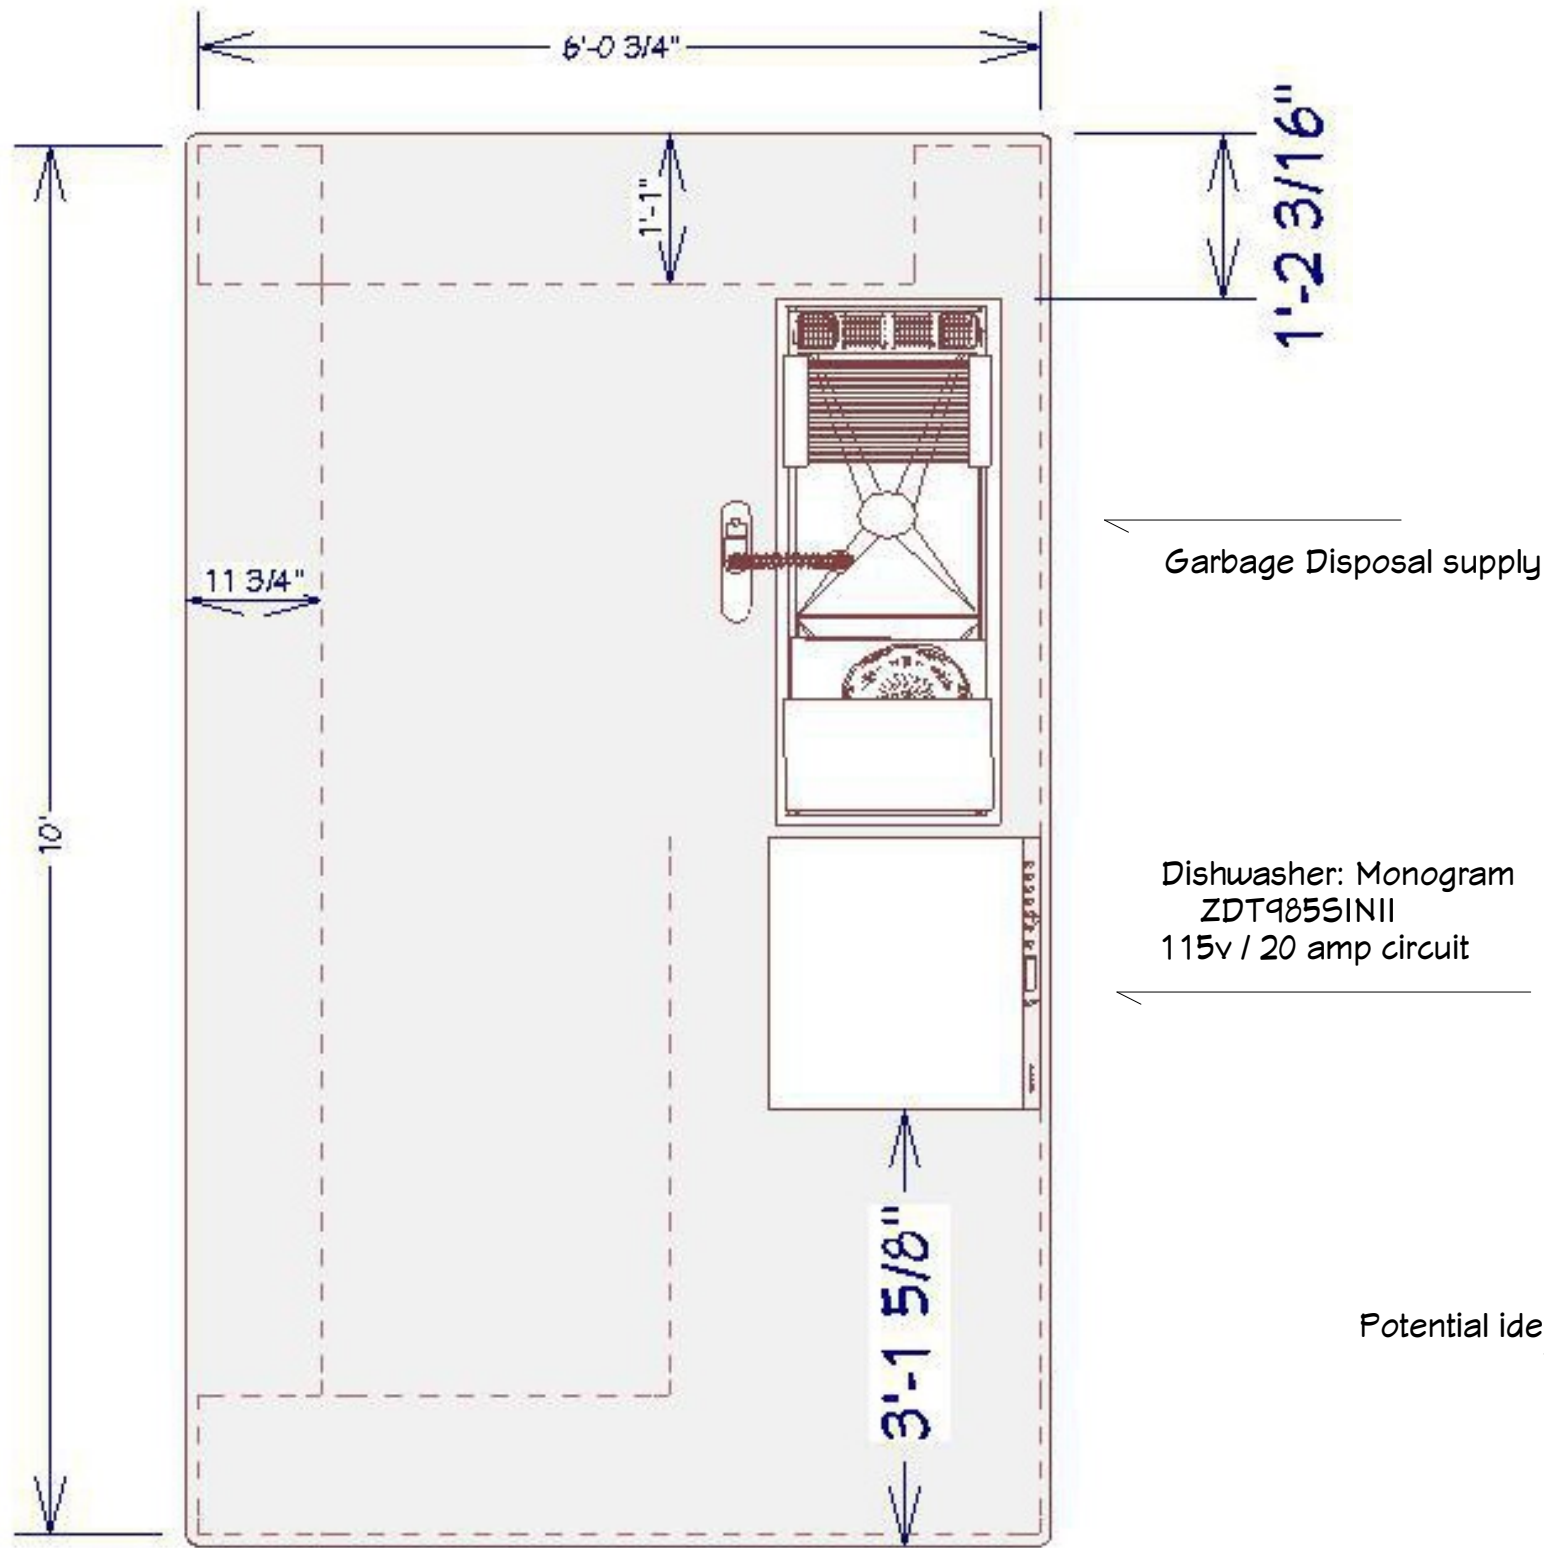 6'-0 3/4"
1'-2 3/16"
1'-1"
11 3/4"
Garbage Disposal supply
10'
Dishwasher: Monogram
ZDT985SINII
115v / 20 amp circuit
3'-1 5/8"
Potential ide